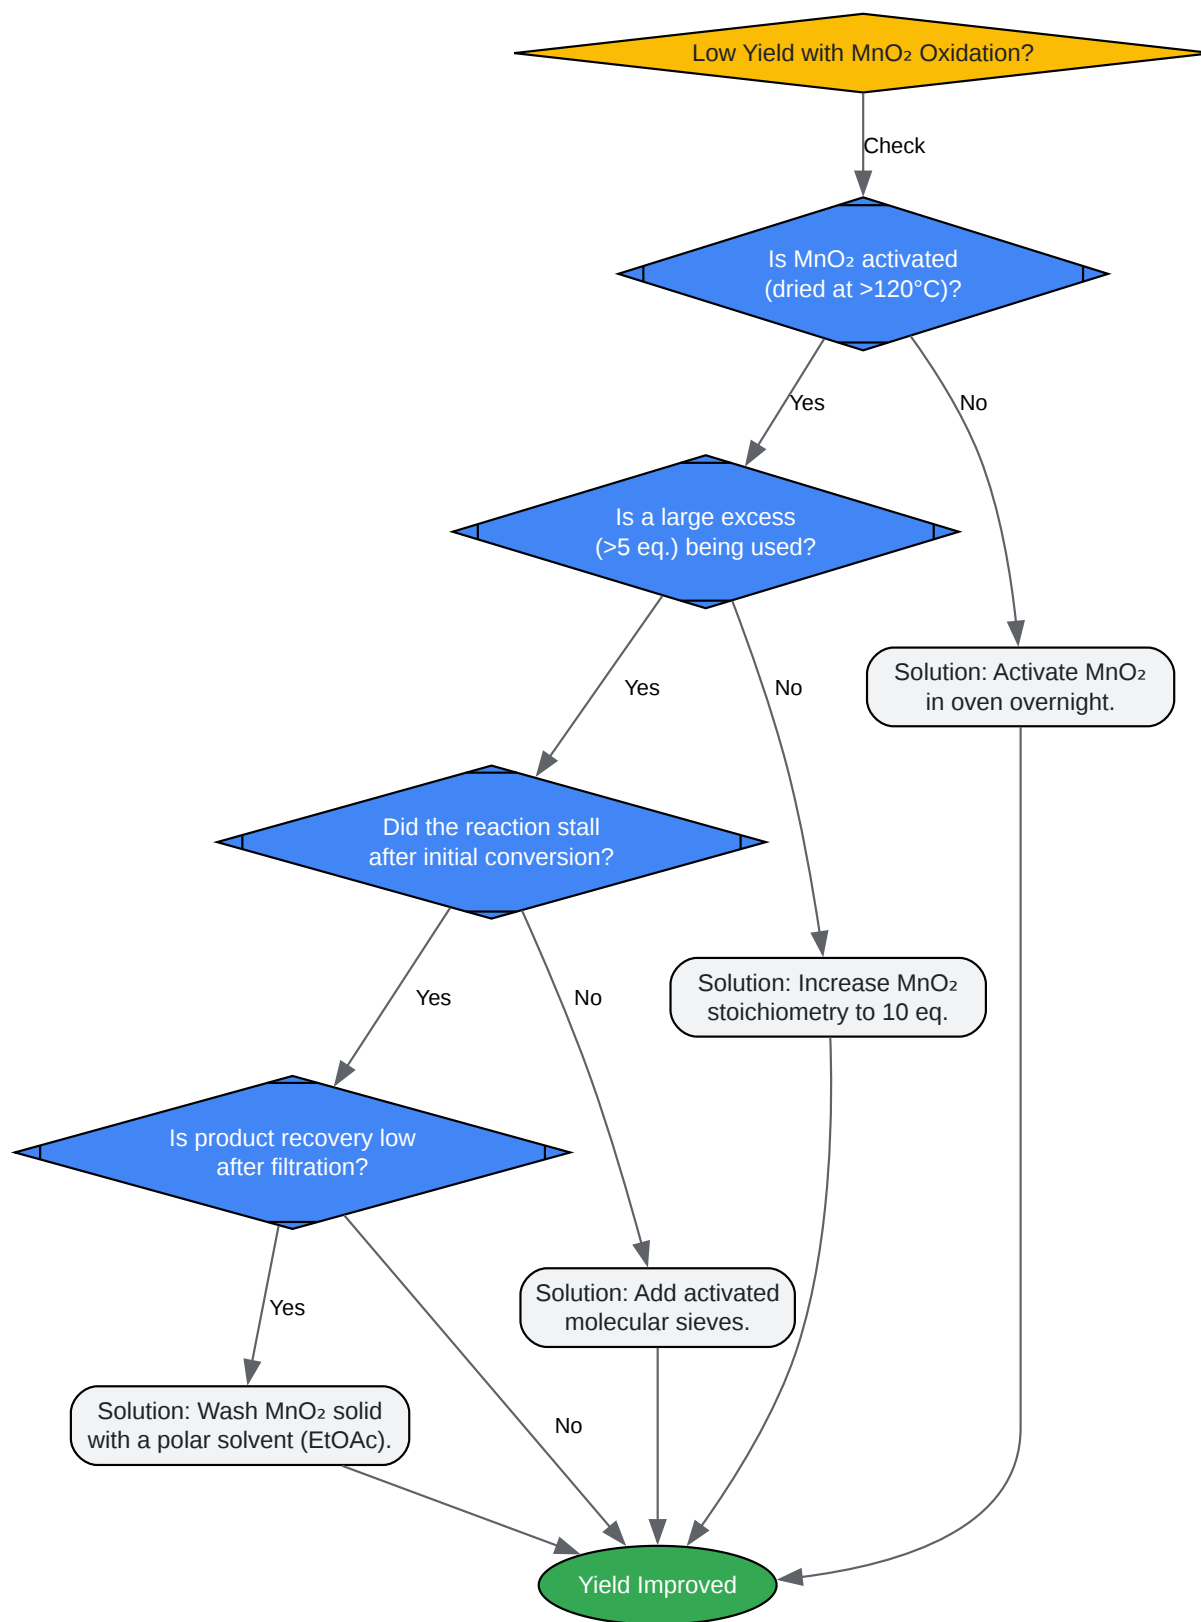 Low Yield with MnO₂ Oxidation?
Check
Is MnO₂ activated
(dried at >120°C)?
Yes
No
Is a large excess
(>5 eq.) being used?
Yes
No
Solution: Activate MnO₂
in oven overnight.
Did the reaction stall
after initial conversion?
Yes
No
Solution: Increase MnO₂
stoichiometry to 10 eq.
Is product recovery low
after filtration?
Yes
No
Solution: Add activated
molecular sieves.
Solution: Wash MnO₂ solid
with a polar solvent (EtOAc).
Yield Improved